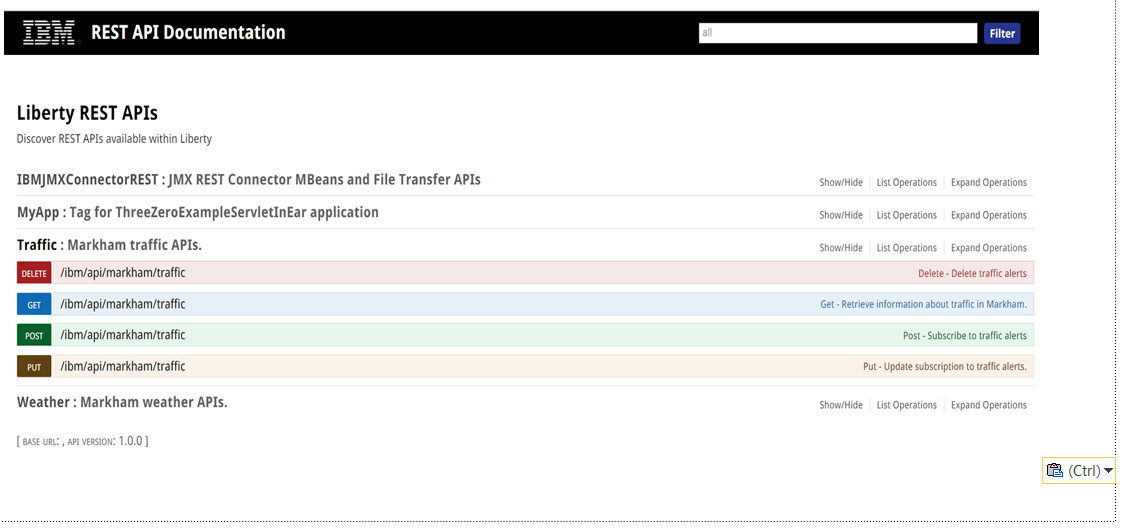 IBM REST API Documentation all Filter
Liberty REST APIs
Discover REST APIs available within Liberty
IBMJMXConnectorREST : JMX REST Connector MBeans and File Transfer APIs Show/Hide List Operations Expand Operations
MyApp : Tag for ThreeZeroExampleServletInEar application Show/Hide List Operations Expand Operations
Traffic : Markham traffic APIs. Show/Hide List Operations Expand Operations
DELETE /ibm/api/markham/traffic Delete - Delete traffic alerts
GET /ibm/api/markham/traffic Get - Retrieve information about traffic in Markham.
POST /ibm/api/markham/traffic Post - Subscribe to traffic alerts
PUT /ibm/api/markham/traffic Put - Update subscription to traffic alerts.
Weather : Markham weather APIs. Show/Hide List Operations Expand Operations
[ BASE URL: , API VERSION: 1.0.0 ]
(Ctrl)